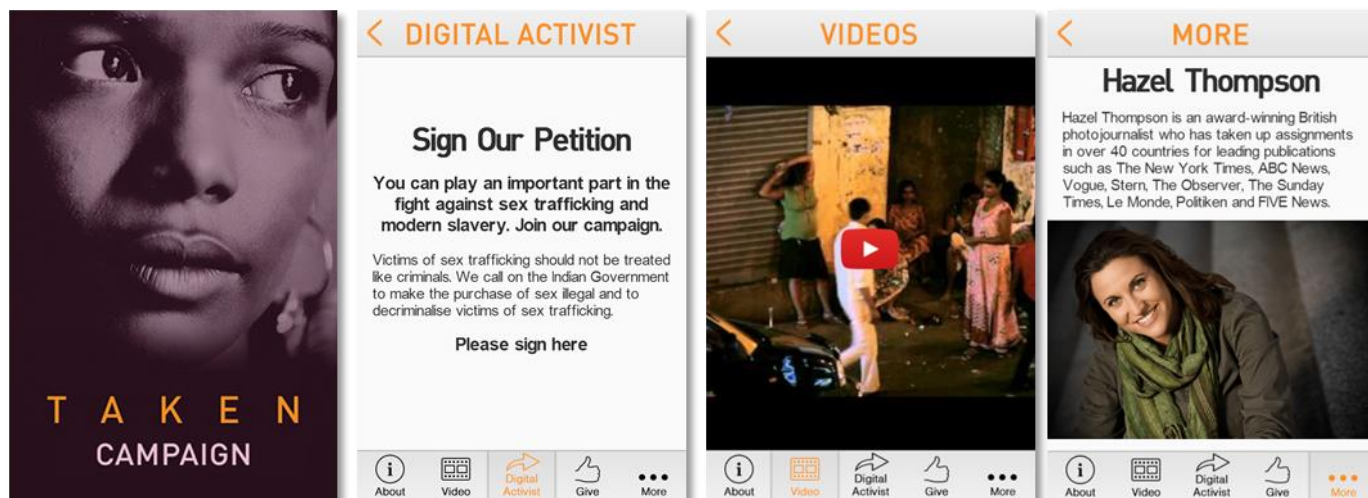 T A K E N
CAMPAIGN
DIGITAL ACTIVIST
Sign Our Petition
You can play an important part in the
fight against sex trafficking and
modern slavery. Join our campaign.
Victims of sex trafficking should not be treated
like criminals. We call on the Indian Government
to make the purchase of sex illegal and to
decriminalise victims of sex trafficking.
Please sign here
About
Video
Digital
Activist
Give
More
VIDEOS
About
Video
Digital
Activist
Give
More
MORE
Hazel Thompson
Hazel Thompson is an award-winning British
photojournalist who has taken up assignments
in over 40 countries for leading publications
such as The New York Times, ABC News,
Vogue, Stern, The Observer, The Sunday
Times, Le Monde, Politiken and FIVE News.
About
Video
Digital
Activist
Give
More